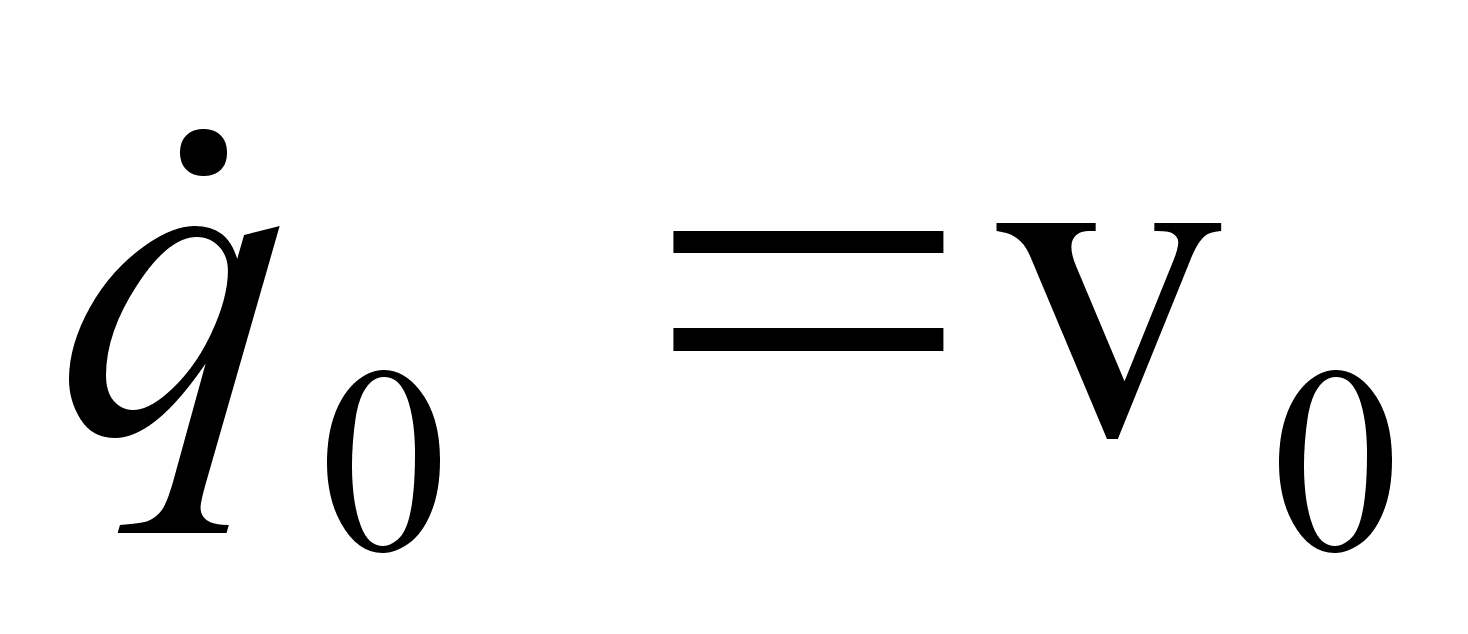 q̇₀ = v₀